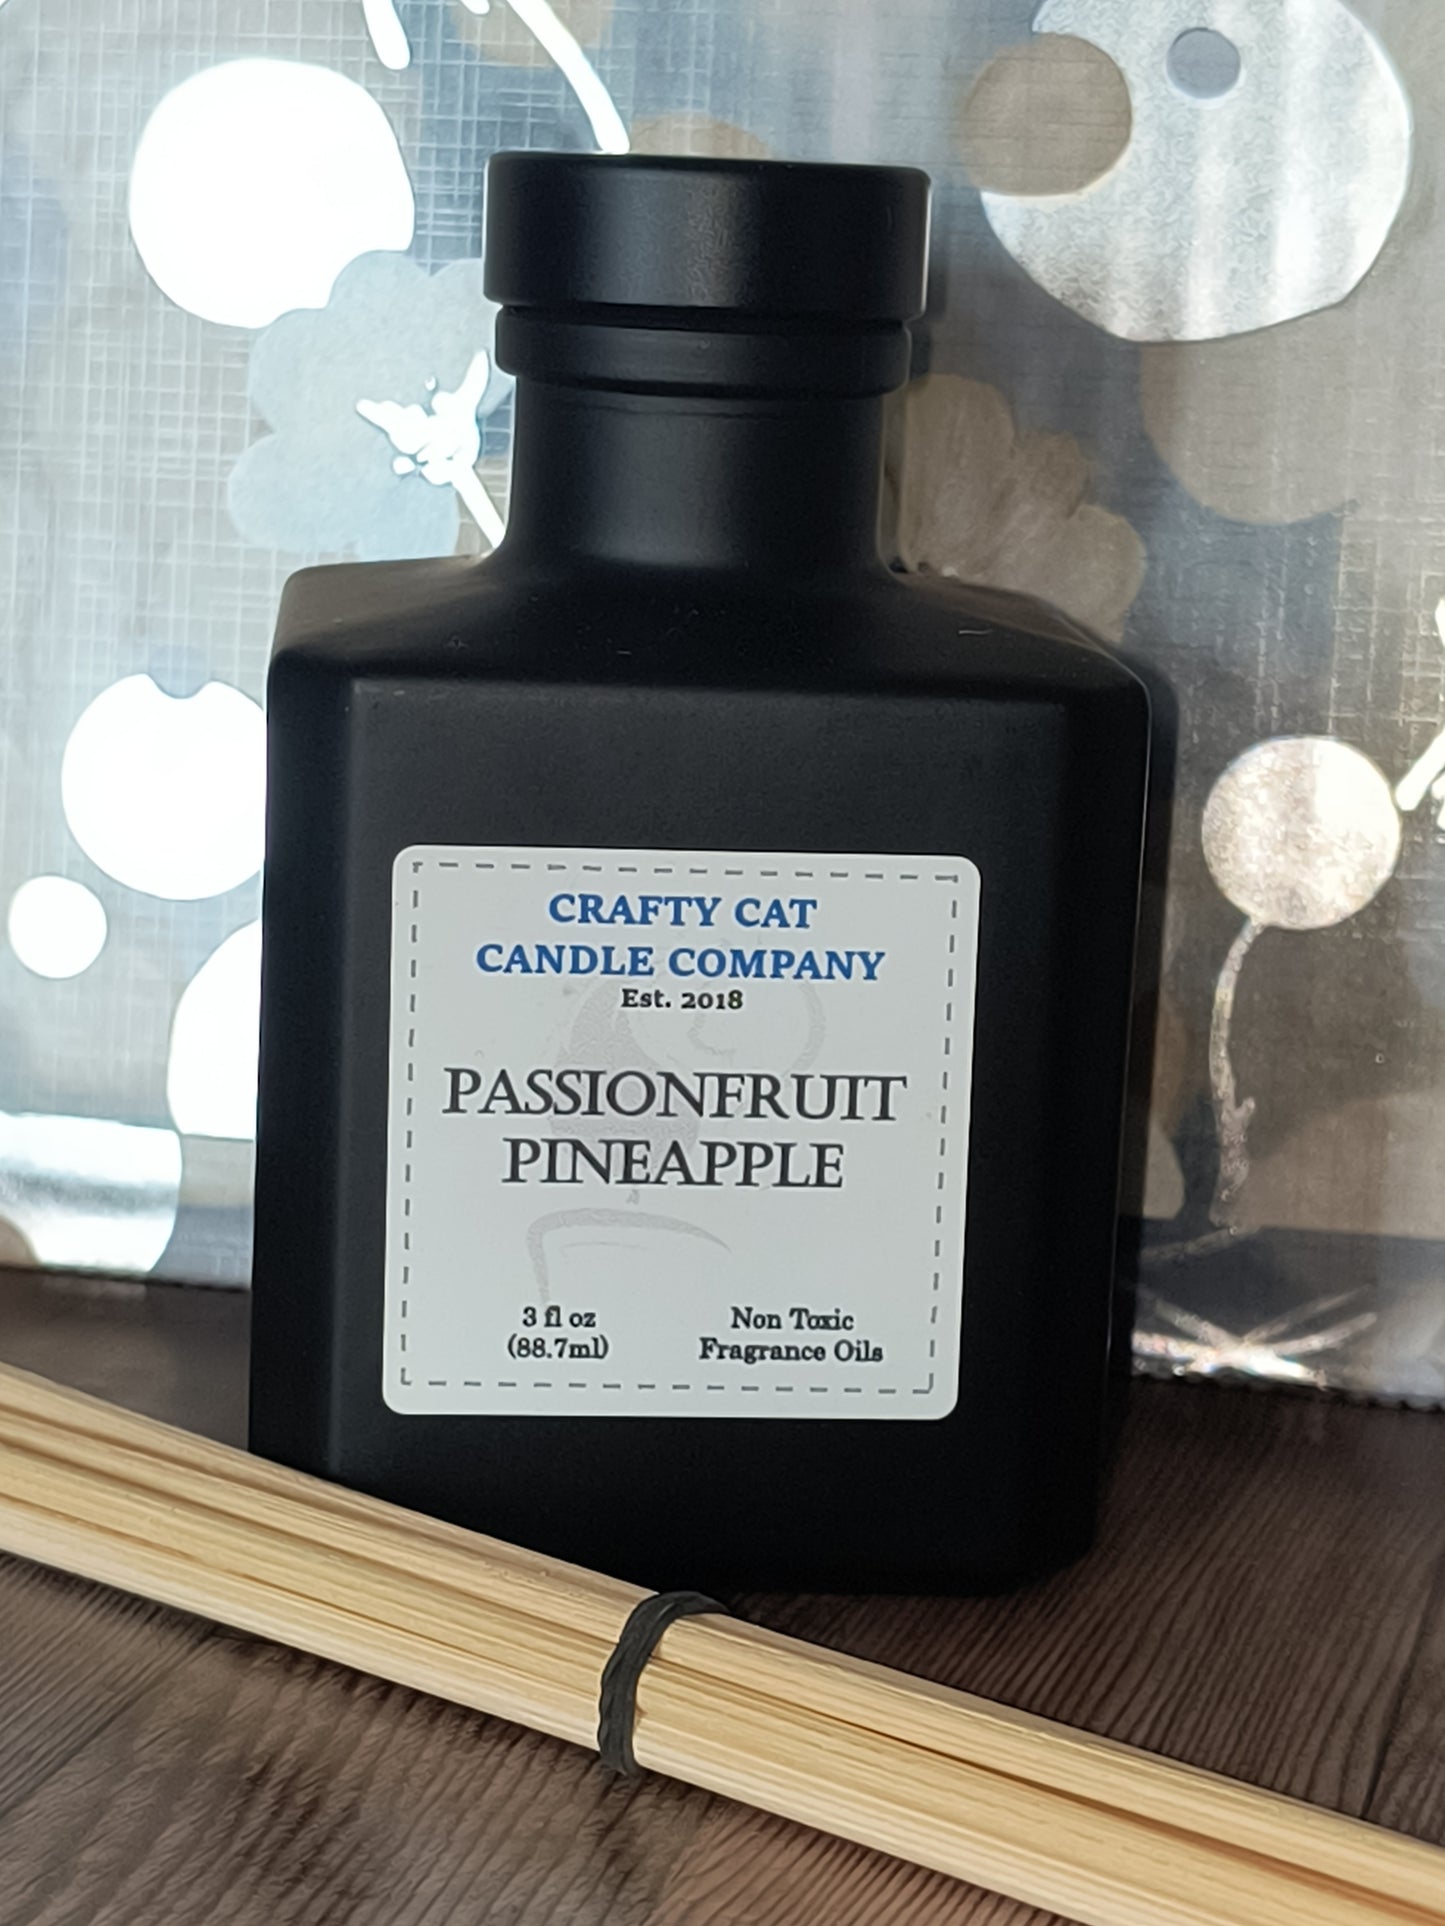 CRAFTY CAT
CANDLE COMPANY
Est. 2018
PASSIONFRUIT
PINEAPPLE
3 fl oz
(88.7ml)
Non Toxic
Fragrance Oils